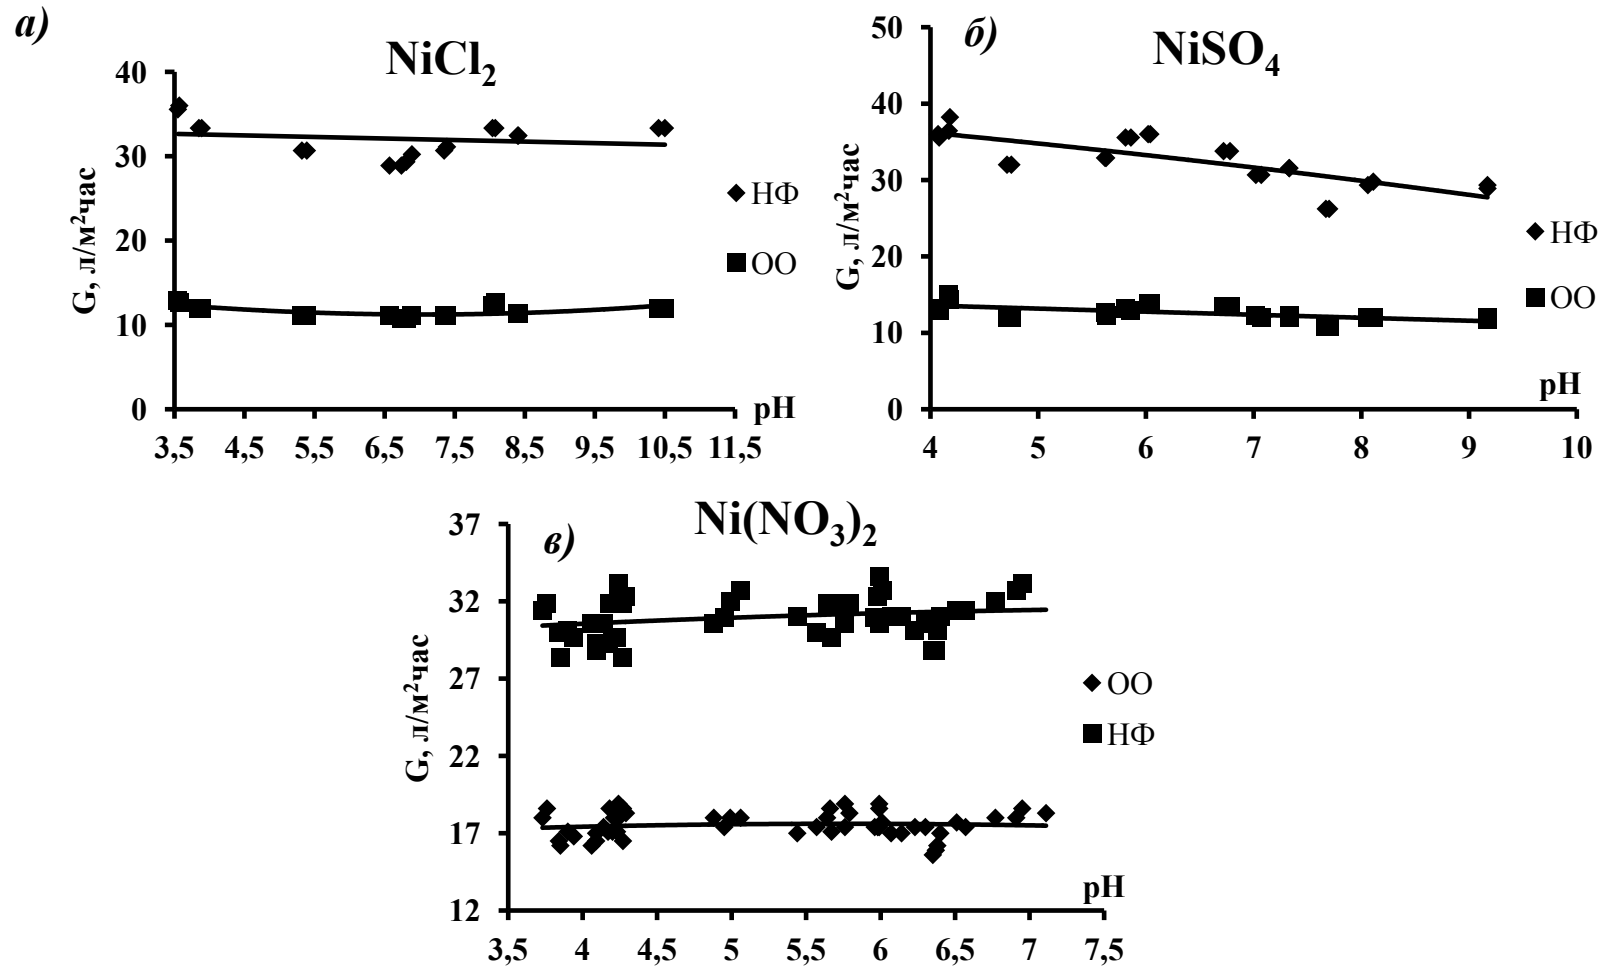 а)
NiCl2
40
30
20
10
0
G, л/м²час
НФ
ОО
pH
3,5 4,5 5,5 6,5 7,5 8,5 9,5 10,5 11,5
б)
NiSO4
50
40
30
20
10
0
G, л/м²час
НФ
ОО
pH
4 5 6 7 8 9 10
в)
Ni(NO3)2
37
32
27
22
17
12
G, л/м²час
ОО
НФ
pH
3,5 4 4,5 5 5,5 6 6,5 7 7,5